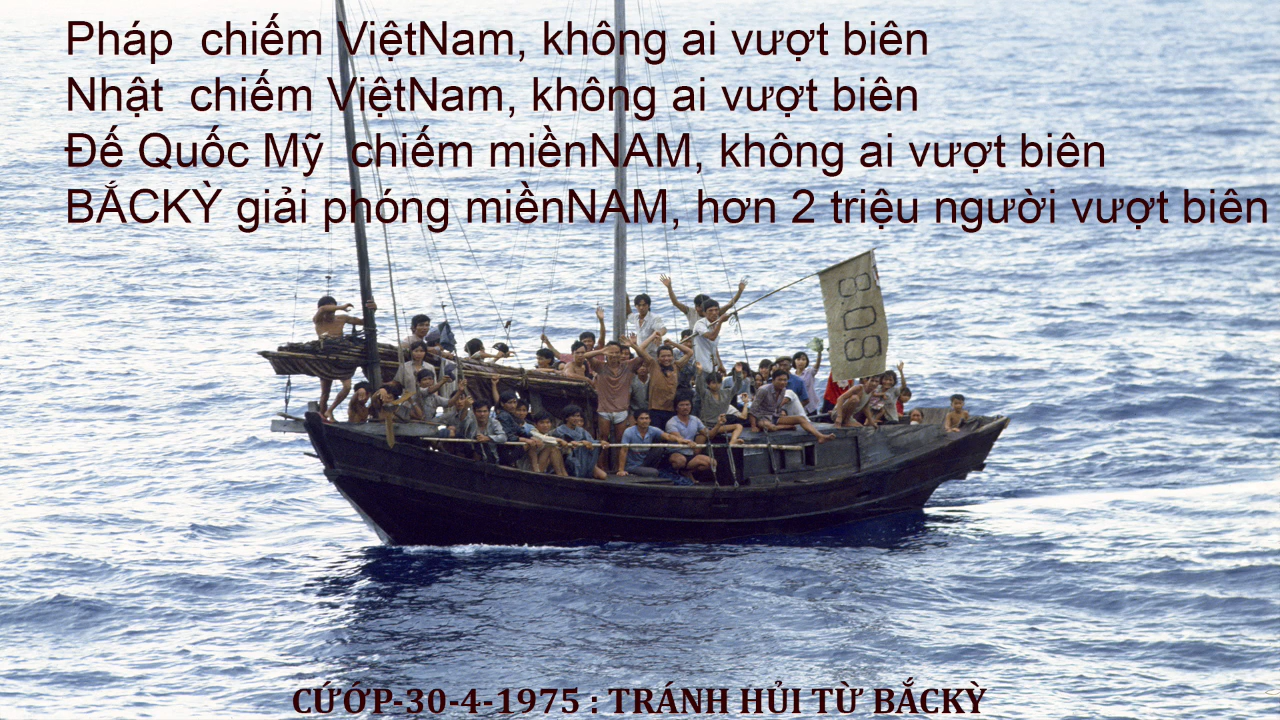 Pháp  chiếm ViệtNam, không ai vượt biên
Nhật  chiếm ViệtNam, không ai vượt biên
Đế Quốc Mỹ  chiếm miềnNAM, không ai vượt biên
BẮCKỲ giải phóng miềnNAM, hơn 2 triệu người vượt biên
SOS
CỨỚP-30-4-1975 : TRÁNH HỦI TỪ BẮCKỲ